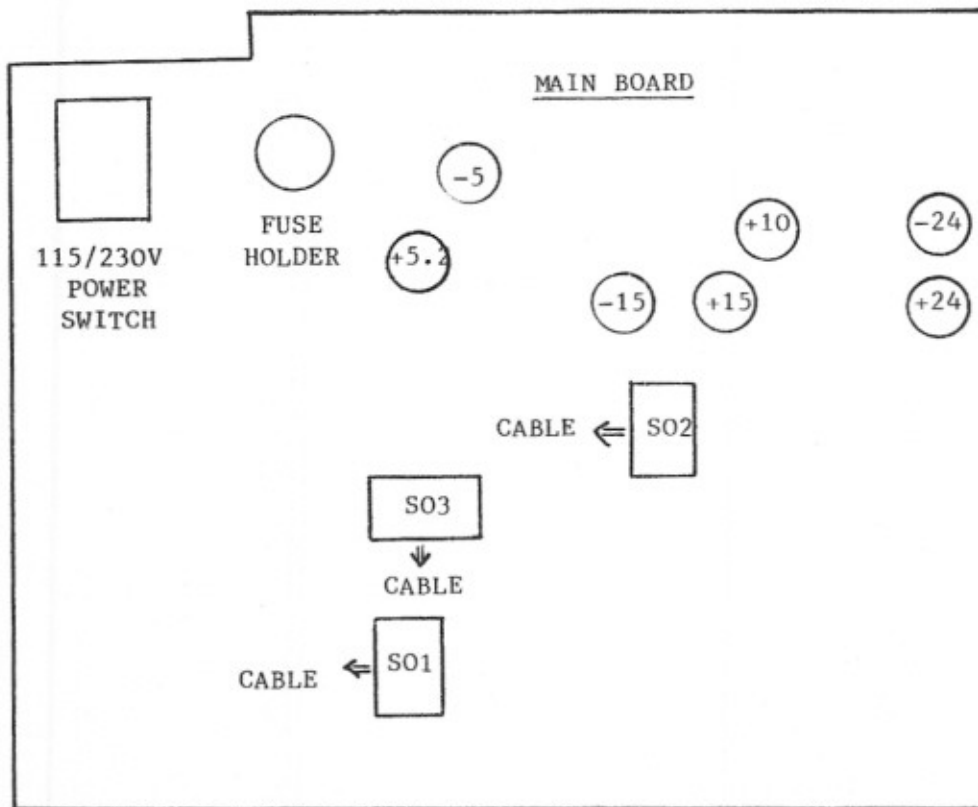 MAIN BOARD
-5
FUSE
HOLDER
115/230V
POWER
SWITCH
+5.2
+10
-24
-15
+15
+24
CABLE
SO2
SO3
CABLE
CABLE
SO1